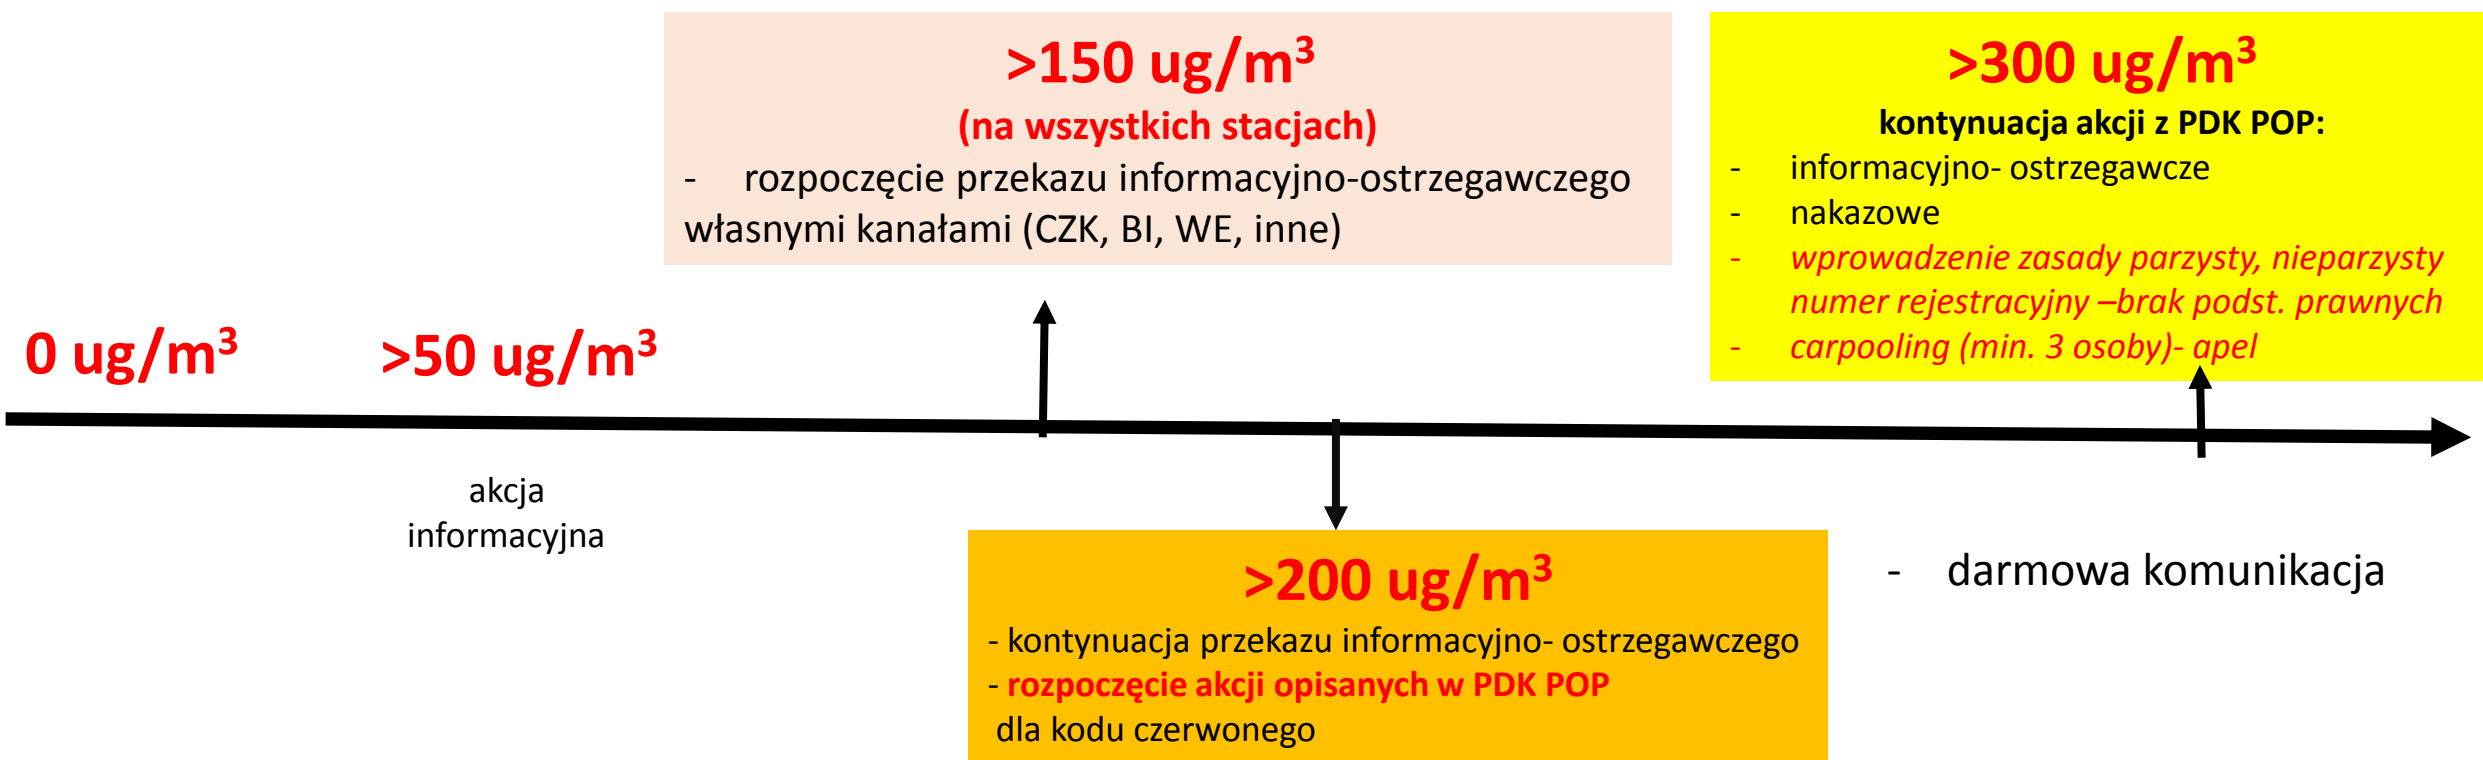 >150 ug/m³
(na wszystkich stacjach)
- rozpoczęcie przekazu informacyjno-ostrzegawczego
własnymi kanałami (CZK, BI, WE, inne)
>300 ug/m³
kontynuacja akcji z PDK POP:
- informacyjno- ostrzegawcze
- nakazowe
- wprowadzenie zasady parzysty, nieparzysty
numer rejestracyjny –brak podst. prawnych
- carpooling (min. 3 osoby)- apel
0 ug/m³
>50 ug/m³
akcja
informacyjna
>200 ug/m³
- kontynuacja przekazu informacyjno- ostrzegawczego
- rozpoczęcie akcji opisanych w PDK POP
dla kodu czerwonego
- darmowa komunikacja